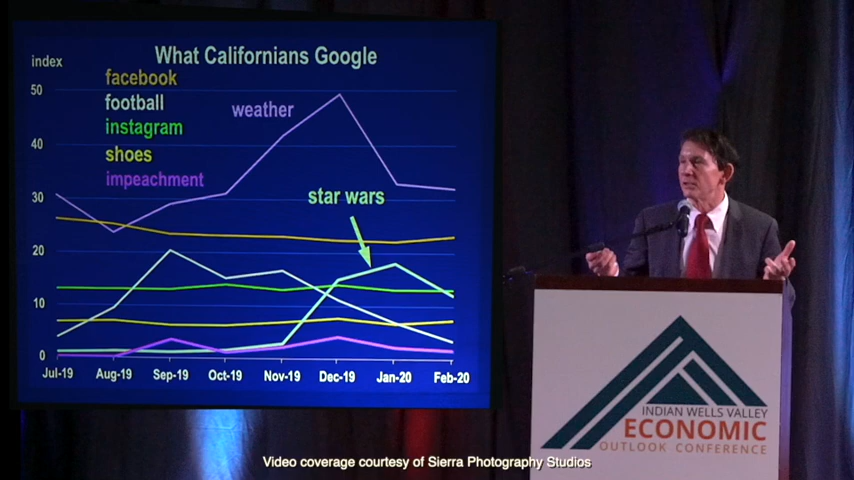 What Californians Google
index
facebook
football
instagram
shoes
impeachment
weather
star wars
50
40
30
20
10
0
Jul-19 Aug-19 Sep-19 Oct-19 Nov-19 Dec-19 Jan-20 Feb-20
INDIAN WELLS VALLEY
ECONOMIC
OUTLOOK CONFERENCE
Video coverage courtesy of Sierra Photography Studios